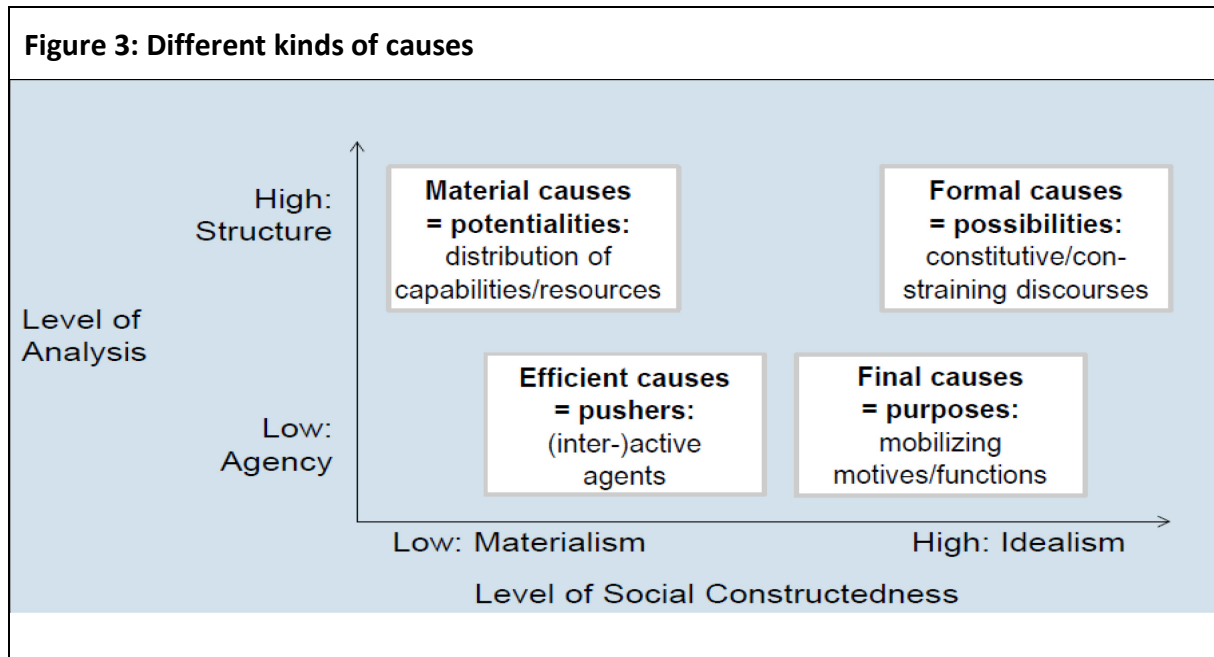 Figure 3: Different kinds of causes
High:
Structure
Material causes
= potentialities:
distribution of
capabilities/resources
Formal causes
= possibilities:
constitutive/con-
straining discourses
Level of
Analysis
Low:
Agency
Efficient causes
= pushers:
(inter-)active
agents
Final causes
= purposes:
mobilizing
motives/functions
Low: Materialism
High: Idealism
Level of Social Constructedness